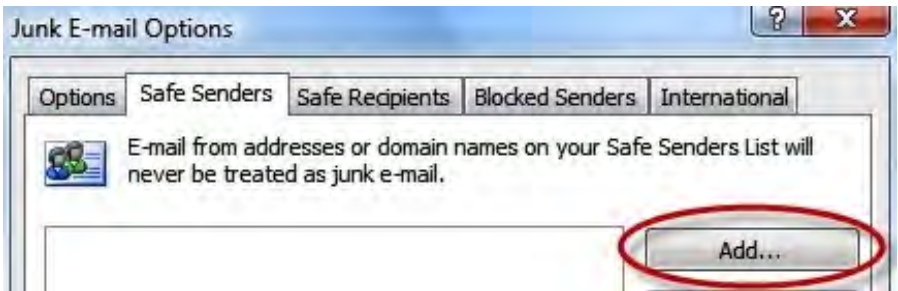 Junk E-mail Options
Options Safe Senders Safe Recipients Blocked Senders International
E-mail from addresses or domain names on your Safe Senders List will
never be treated as junk e-mail.
Add...